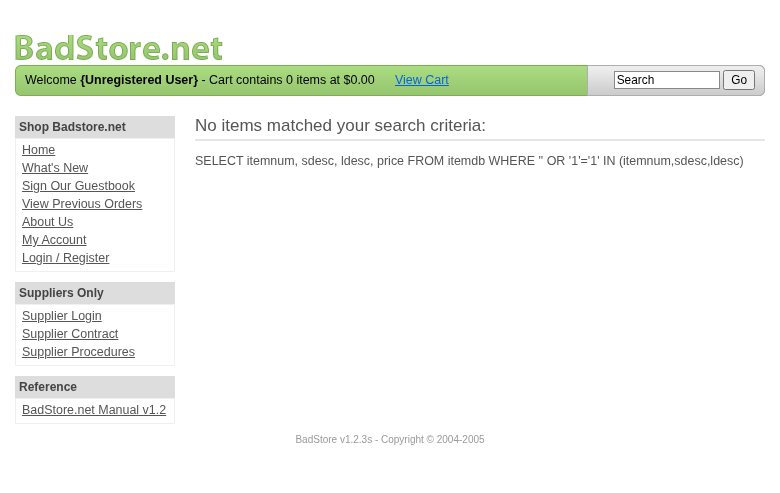 BadStore.net
Welcome {Unregistered User} - Cart contains 0 items at $0.00 View Cart Search Go
Shop Badstore.net
Home
What's New
Sign Our Guestbook
View Previous Orders
About Us
My Account
Login / Register
Suppliers Only
Supplier Login
Supplier Contract
Supplier Procedures
Reference
BadStore.net Manual v1.2
No items matched your search criteria:
SELECT itemnum, sdesc, ldesc, price FROM itemdb WHERE '' OR '1'='1' IN (itemnum,sdesc,ldesc)
BadStore v1.2.3s - Copyright © 2004-2005